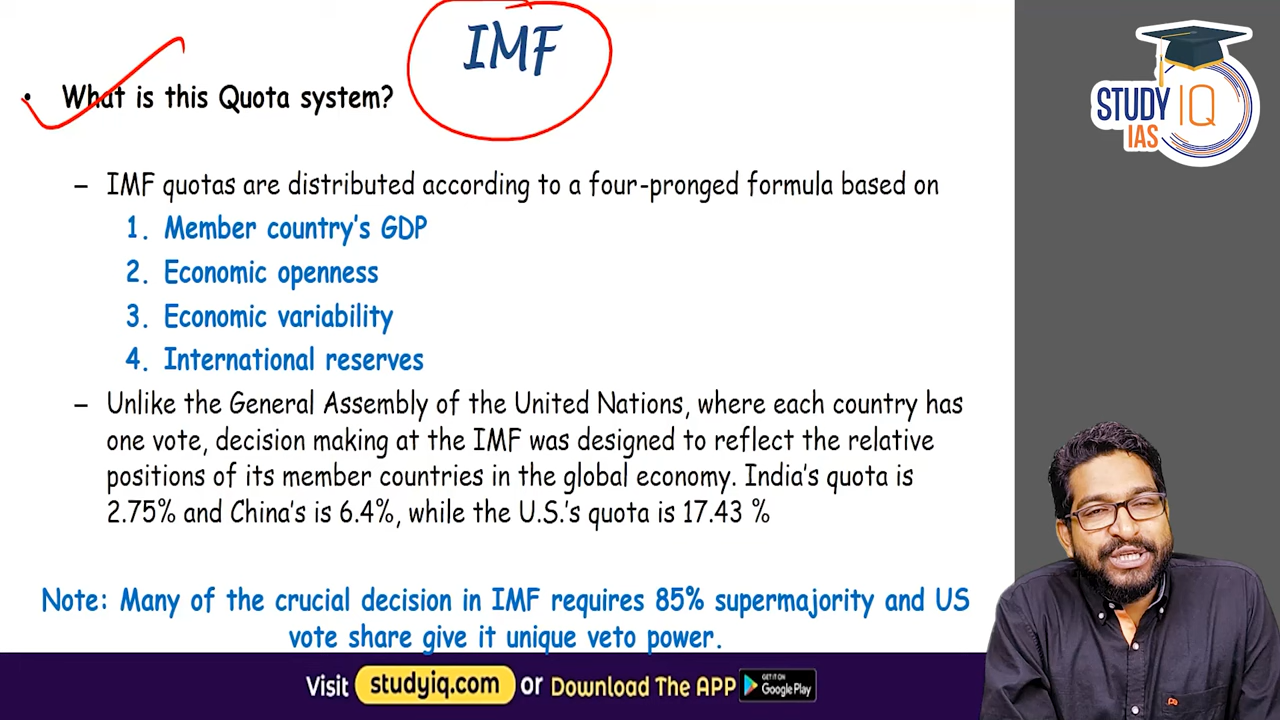 IMF
• What is this Quota system?
STUDY IQ
IAS
– IMF quotas are distributed according to a four-pronged formula based on
1. Member country's GDP
2. Economic openness
3. Economic variability
4. International reserves
– Unlike the General Assembly of the United Nations, where each country has
one vote, decision making at the IMF was designed to reflect the relative
positions of its member countries in the global economy. India's quota is
2.75% and China's is 6.4%, while the U.S.'s quota is 17.43 %
Note: Many of the crucial decision in IMF requires 85% supermajority and US
vote share give it unique veto power.
Visit studyiq.com or Download The APP GET IT ON Google Play